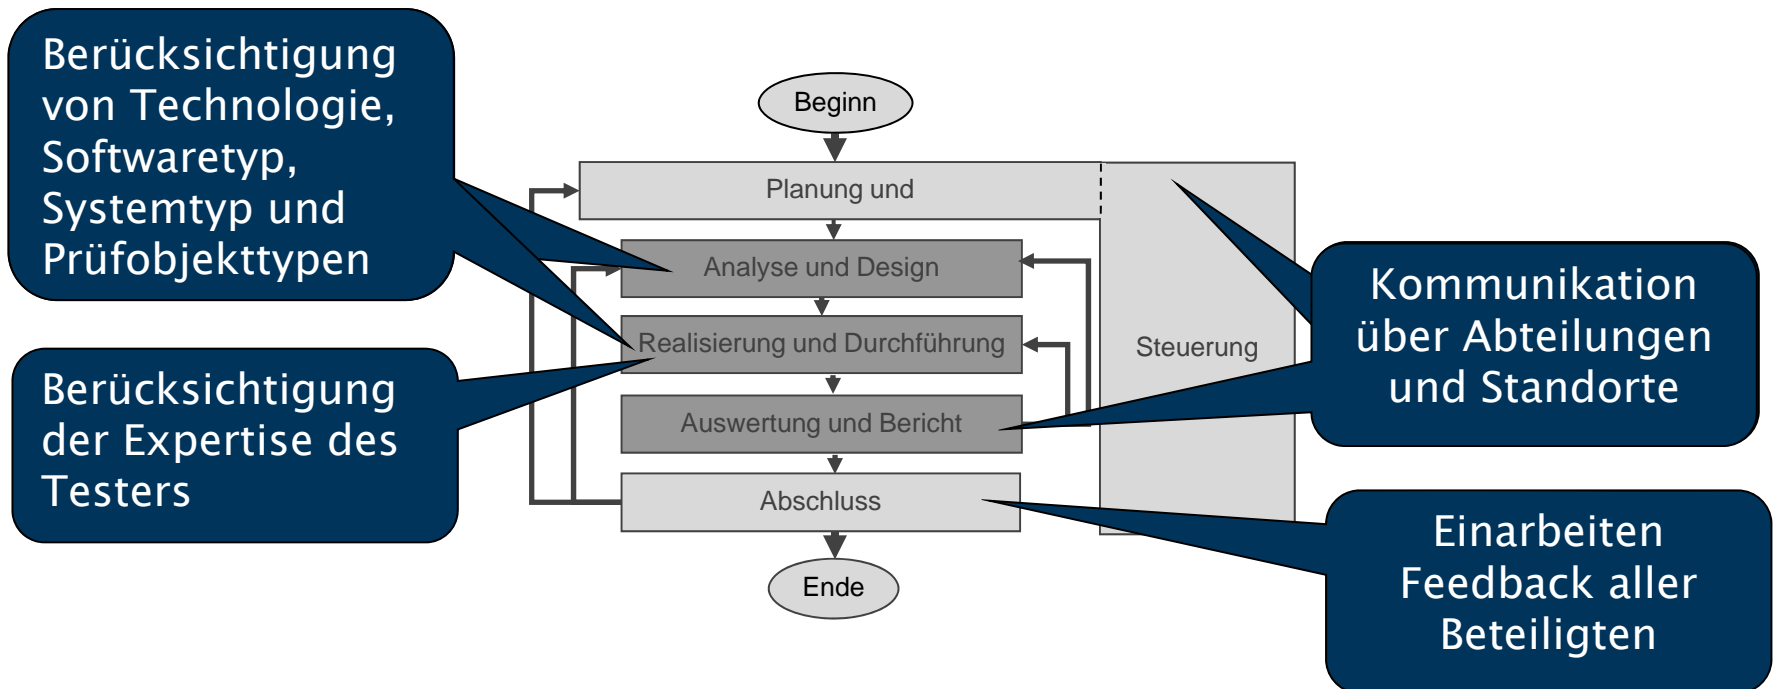 Berücksichtigung
von Technologie,
Softwaretyp,
Systemtyp und
Prüfobjekttypen
Berücksichtigung
der Expertise des
Testers
Beginn
Planung und
Analyse und Design
Realisierung und Durchführung
Auswertung und Bericht
Abschluss
Ende
Steuerung
Kommunikation
über Abteilungen
und Standorte
Einarbeiten
Feedback aller
Beteiligten